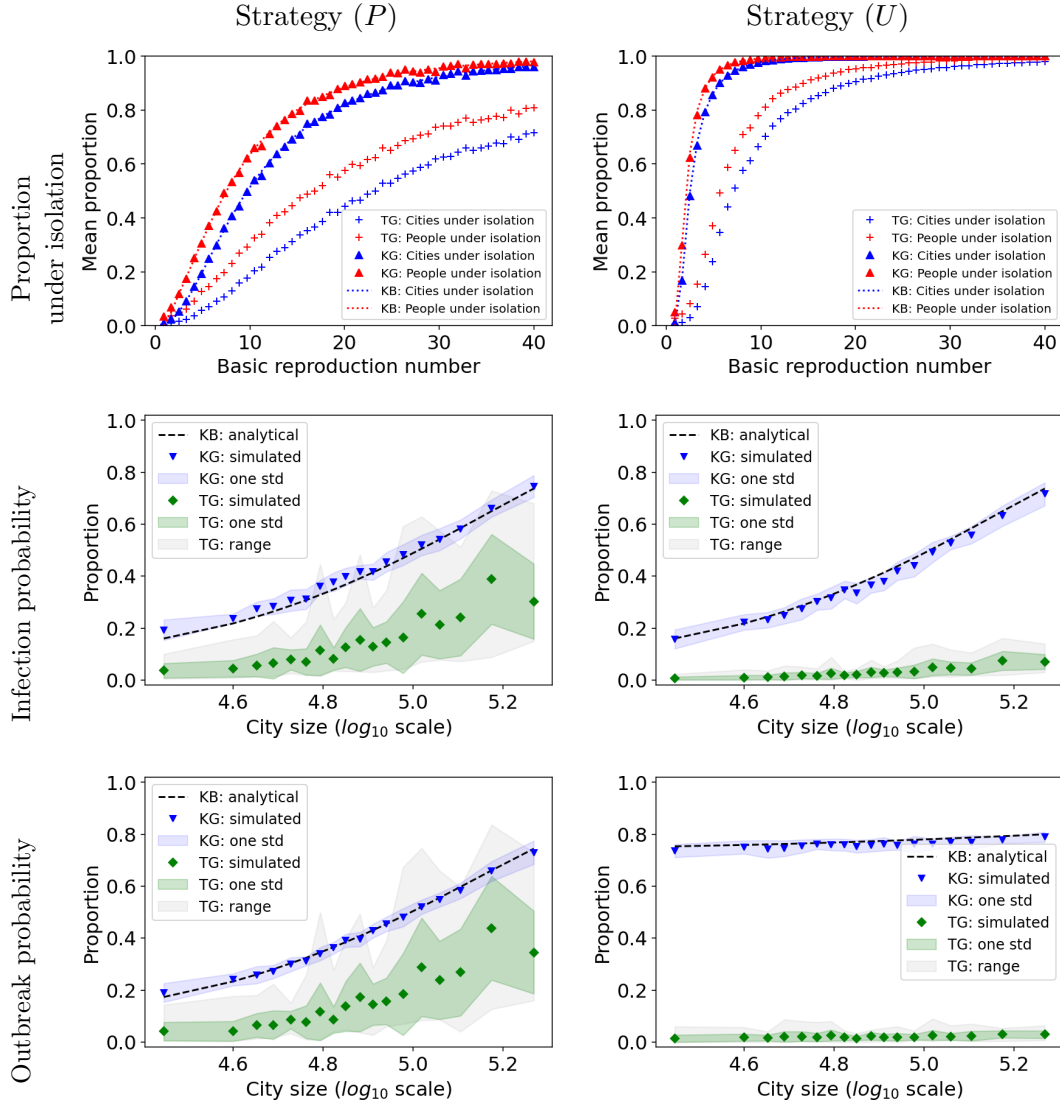 Strategy (P)
Strategy (U)
Proportion
under isolation
Mean proportion
1.0
0.8
0.6
0.4
0.2
0.0
TG: Cities under isolation
TG: People under isolation
KG: Cities under isolation
KG: People under isolation
KB: Cities under isolation
KB: People under isolation
0 10 20 30 40
Basic reproduction number
Mean proportion
1.0
0.8
0.6
0.4
0.2
0.0
TG: Cities under isolation
TG: People under isolation
KG: Cities under isolation
KG: People under isolation
KB: Cities under isolation
KB: People under isolation
0 10 20 30 40
Basic reproduction number
Infection probability
Proportion
1.0
0.8
0.6
0.4
0.2
0.0
KB: analytical
KG: simulated
KG: one std
TG: simulated
TG: one std
TG: range
4.6 4.8 5.0 5.2
City size (log10 scale)
Proportion
1.0
0.8
0.6
0.4
0.2
0.0
KB: analytical
KG: simulated
KG: one std
TG: simulated
TG: one std
TG: range
4.6 4.8 5.0 5.2
City size (log10 scale)
Outbreak probability
Proportion
1.0
0.8
0.6
0.4
0.2
0.0
KB: analytical
KG: simulated
KG: one std
TG: simulated
TG: one std
TG: range
4.6 4.8 5.0 5.2
City size (log10 scale)
Proportion
1.0
0.8
0.6
0.4
0.2
0.0
KB: analytical
KG: simulated
KG: one std
TG: simulated
TG: one std
TG: range
4.6 4.8 5.0 5.2
City size (log10 scale)